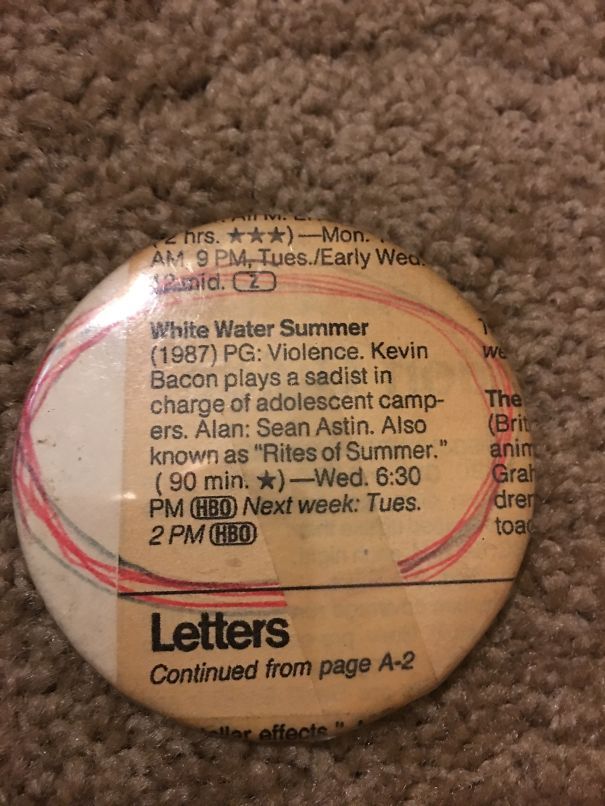 2 hrs. ★★★)—Mon.
AM, 9 PM, Tues./Early Wed.
12 mid. Z
White Water Summer
(1987) PG: Violence. Kevin
Bacon plays a sadist in
charge of adolescent camp-
ers. Alan: Sean Astin. Also
known as "Rites of Summer."
( 90 min. ★)—Wed. 6:30
PM HBO Next week: Tues.
2 PM HBO
The
(Brit
anim
Grah
dren
toad
Letters
Continued from page A-2
effects."